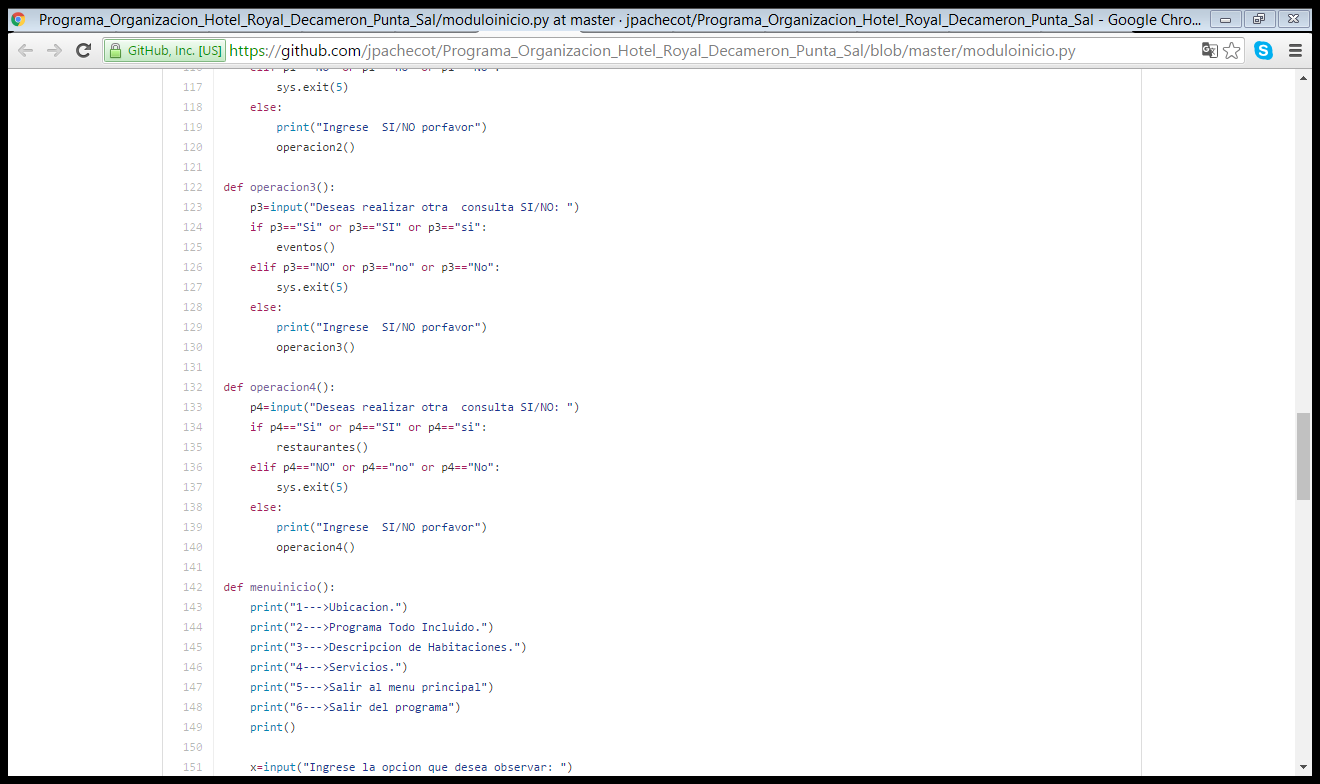 Programa_Organizacion_Hotel_Royal_Decameron_Punta_Sal/moduloinicio.py at master · jpachecot/Programa_Organizacion_Hotel_Royal_Decameron_Punta_Sal - Google Chro...
GitHub, Inc. [US] https://github.com/jpachecot/Programa_Organizacion_Hotel_Royal_Decameron_Punta_Sal/blob/master/moduloinicio.py
117 sys.exit(5)
118 else:
119 print("Ingrese  SI/NO porfavor")
120 operacion2()
121
122 def operacion3():
123 p3=input("Deseas realizar otra  consulta SI/NO: ")
124 if p3=="Si" or p3=="SI" or p3=="si":
125 eventos()
126 elif p3=="NO" or p3=="no" or p3=="No":
127 sys.exit(5)
128 else:
129 print("Ingrese  SI/NO porfavor")
130 operacion3()
131
132 def operacion4():
133 p4=input("Deseas realizar otra  consulta SI/NO: ")
134 if p4=="Si" or p4=="SI" or p4=="si":
135 restaurantes()
136 elif p4=="NO" or p4=="no" or p4=="No":
137 sys.exit(5)
138 else:
139 print("Ingrese  SI/NO porfavor")
140 operacion4()
141
142 def menuinicio():
143 print("1--->Ubicacion.")
144 print("2--->Programa Todo Incluido.")
145 print("3--->Descripcion de Habitaciones.")
146 print("4--->Servicios.")
147 print("5--->Salir al menu principal")
148 print("6--->Salir del programa")
149 print()
150
151 x=input("Ingrese la opcion que desea observar: ")